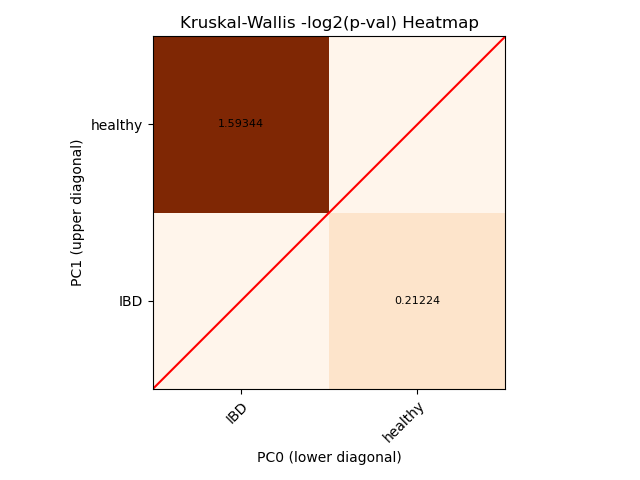 Kruskal-Wallis -log2(p-val) Heatmap
healthy
1.59344
PC1 (upper diagonal)
IBD
0.21224
IBD
healthy
PC0 (lower diagonal)